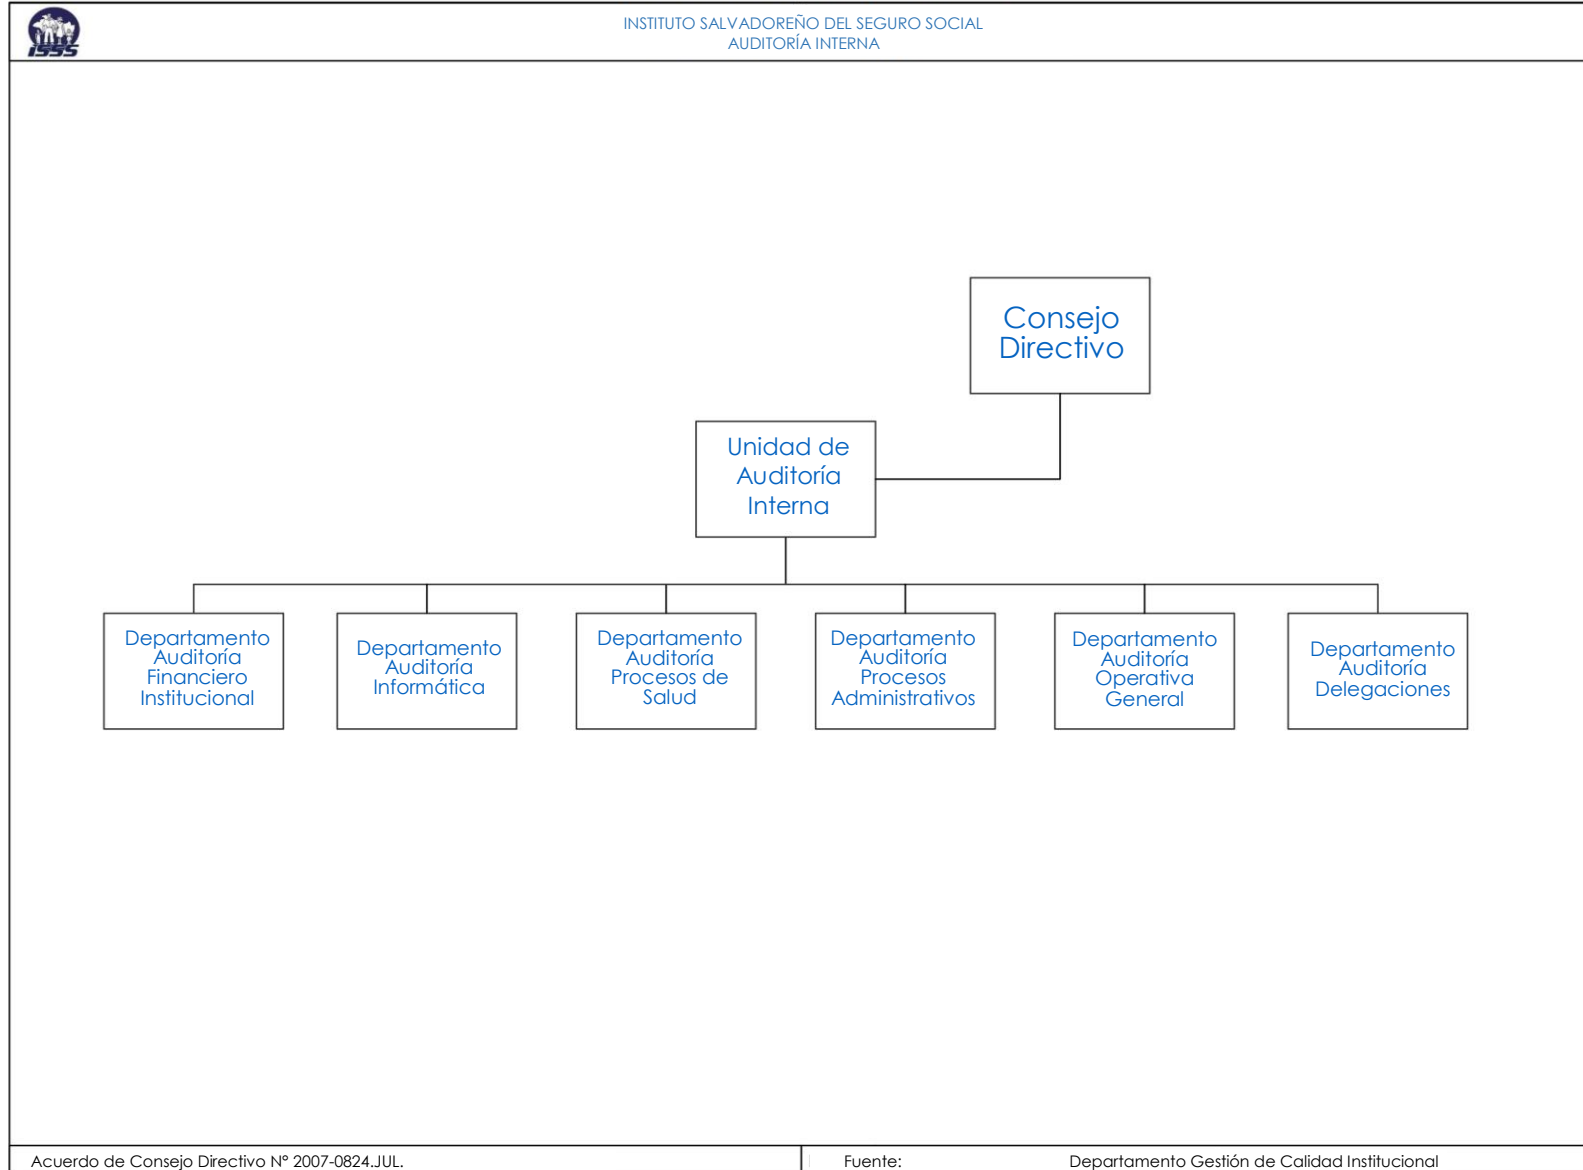 ISSS
INSTITUTO SALVADOREÑO DEL SEGURO SOCIAL
AUDITORÍA INTERNA
Consejo
Directivo
Unidad de
Auditoría
Interna
Departamento
Auditoría
Financiero
Institucional
Departamento
Auditoría
Informática
Departamento
Auditoría
Procesos de
Salud
Departamento
Auditoría
Procesos
Administrativos
Departamento
Auditoría
Operativa
General
Departamento
Auditoría
Delegaciones
Acuerdo de Consejo Directivo N° 2007-0824.JUL.
Fuente: Departamento Gestión de Calidad Institucional